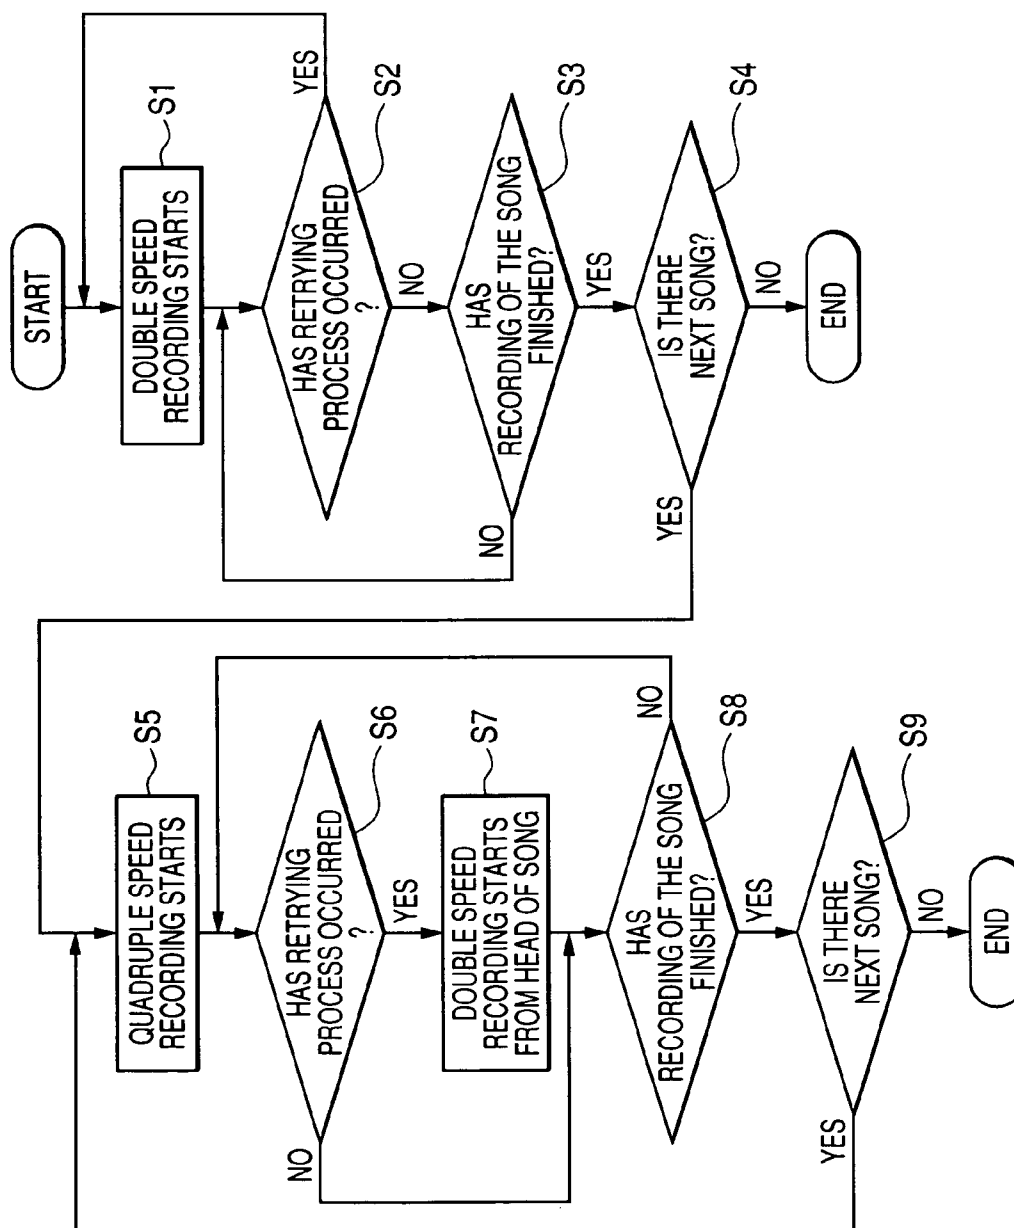 START
S1
DOUBLE SPEED
RECORDING STARTS
YES
S2
HAS RETRYING
PROCESS OCCURRED
?
NO
S3
HAS
RECORDING OF THE SONG
FINISHED?
NO
YES
S4
IS THERE
NEXT SONG?
YES
NO
END
S5
QUADRUPLE SPEED
RECORDING STARTS
S6
HAS RETRYING
PROCESS OCCURRED
?
NO
YES
S7
DOUBLE SPEED
RECORDING STARTS
FROM HEAD OF SONG
NO
S8
HAS
RECORDING OF THE SONG
FINISHED?
YES
S9
IS THERE
NEXT SONG?
YES
NO
END